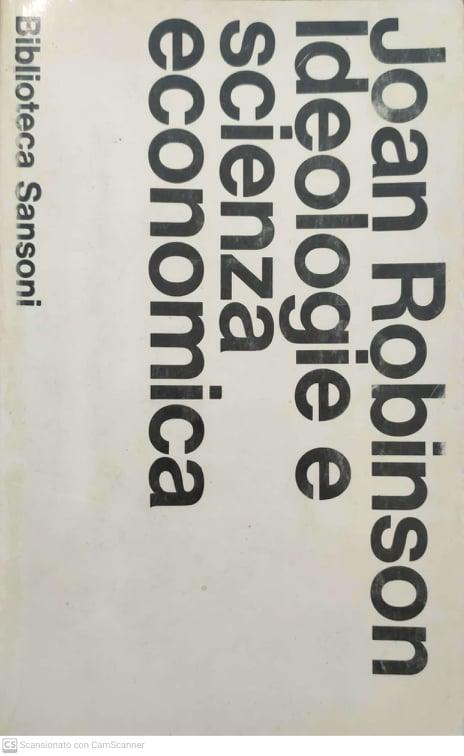 Joan Robinson
Ideologie e
scienza
economica
Biblioteca Sansoni
CS Scansionato con CamScanner